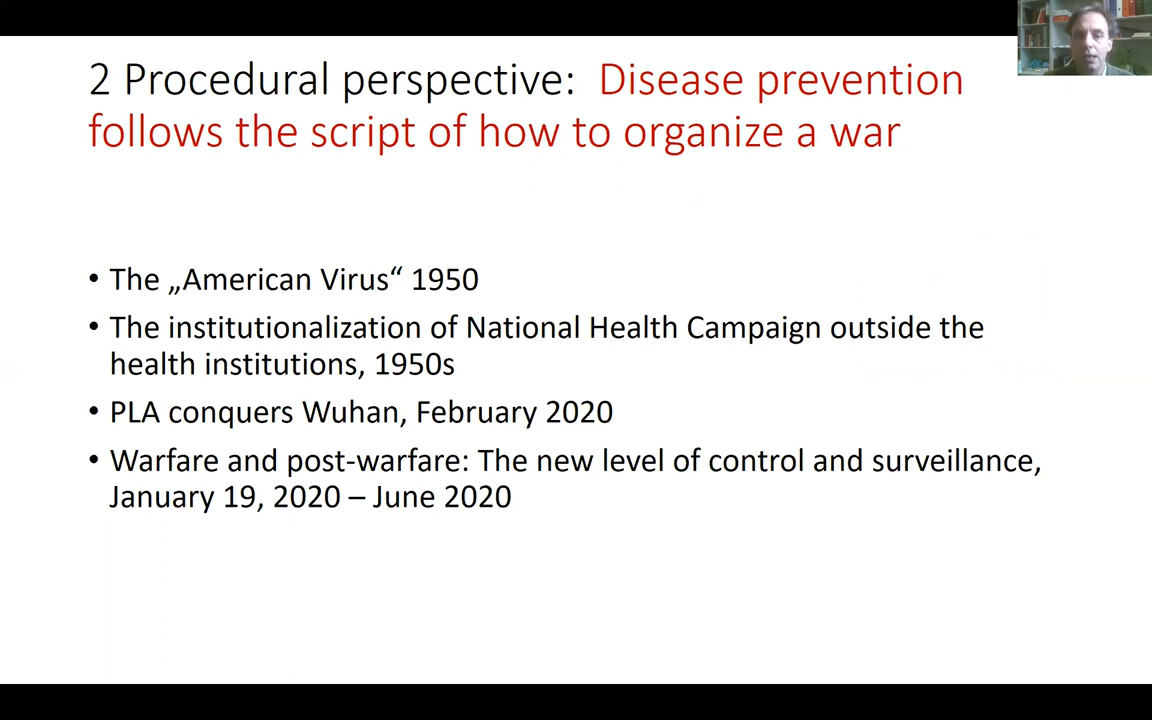 2 Procedural perspective: Disease prevention
follows the script of how to organize a war
• The „American Virus“ 1950
• The institutionalization of National Health Campaign outside the
health institutions, 1950s
• PLA conquers Wuhan, February 2020
• Warfare and post-warfare: The new level of control and surveillance,
January 19, 2020 – June 2020